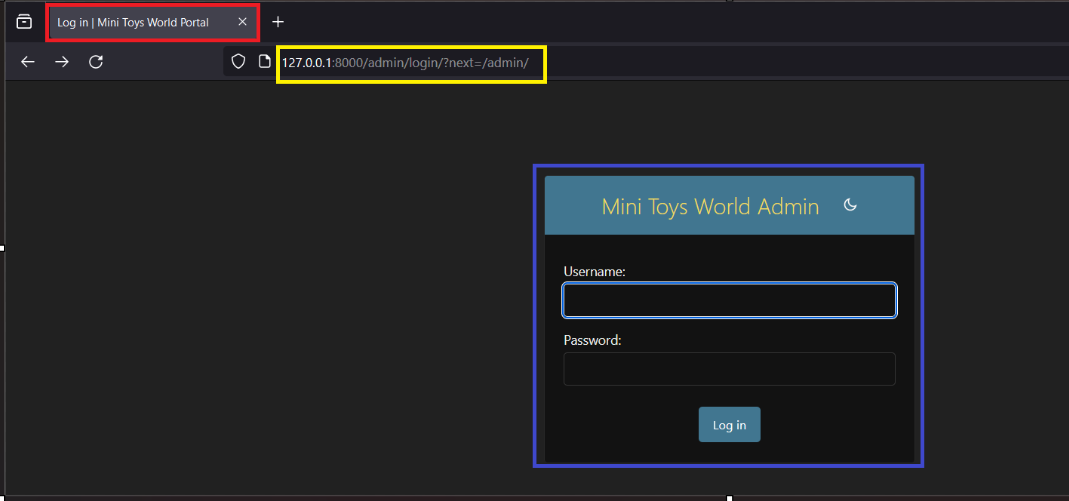 Log in | Mini Toys World Portal
127.0.0.1:8000/admin/login/?next=/admin/
Mini Toys World Admin
Username:
Password:
Log in